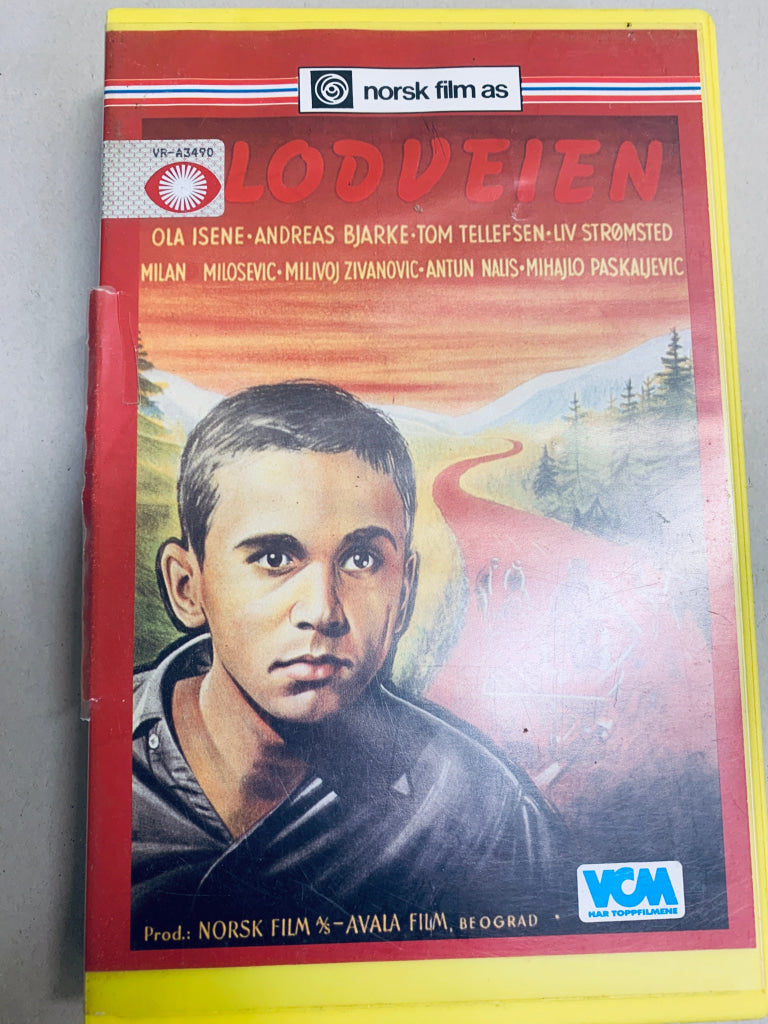 norsk film as
VR-A3490
LODVEIEN
OLA ISENE·ANDREAS BJARKE·TOM TELLEFSEN·LIV STRØMSTED
MILAN MILOSEVIC·MILIVOJ ZIVANOVIC·ANTUN NALIS·MIHAJLO PASKALJEVIC
VCM
HAR TOPPFILMENE
Prod.: NORSK FILM A/S—AVALA FILM, BEOGRAD